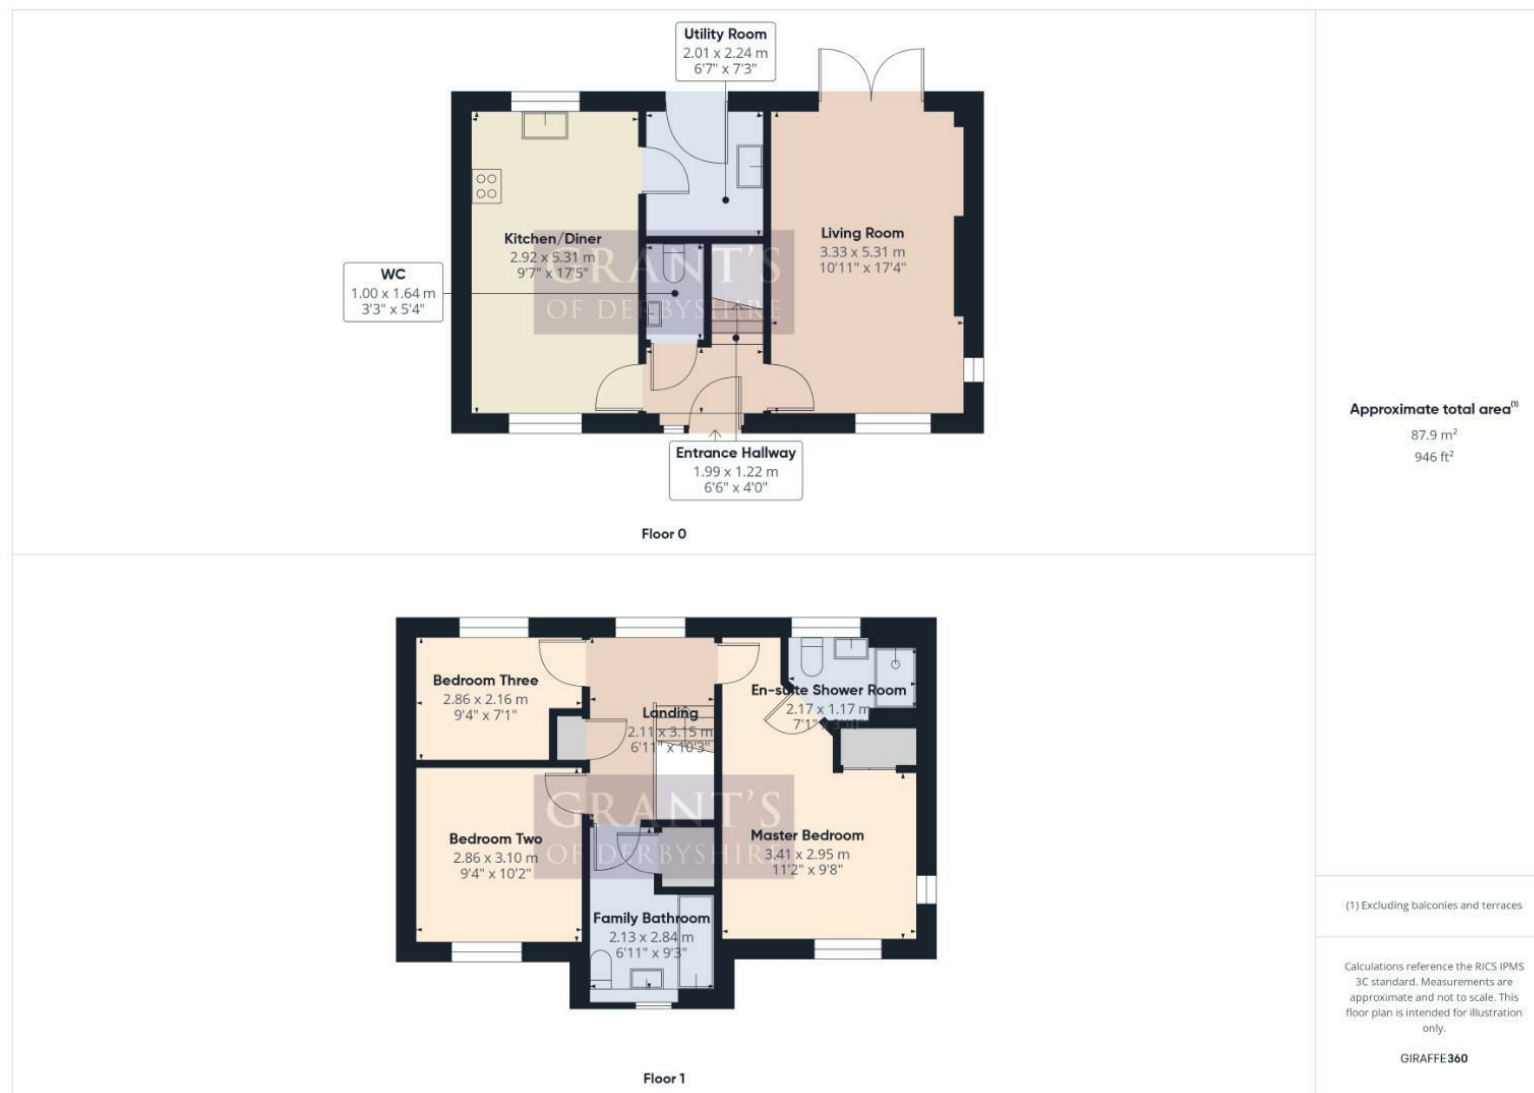 Utility Room
2.01 x 2.24 m
6'7" x 7'3"
Kitchen/Diner
2.92 x 5.31 m
9'7" x 17'5"
Living Room
3.33 x 5.31 m
10'11" x 17'4"
WC
1.00 x 1.64 m
3'3" x 5'4"
GRANT'S
OF DERBYSHIRE
Entrance Hallway
1.99 x 1.22 m
6'6" x 4'0"
Floor 0
Bedroom Three
2.86 x 2.16 m
9'4" x 7'1"
Landing
2.11 x 3.15 m
6'11" x 10'3"
En-suite Shower Room
2.17 x 1.17 m
7'1" x
Bedroom Two
2.86 x 3.10 m
9'4" x 10'2"
Master Bedroom
3.41 x 2.95 m
11'2" x 9'8"
GRANT'S
OF DERBYSHIRE
Family Bathroom
2.13 x 2.84 m
6'11" x 9'3"
Floor 1
Approximate total area(1)
87.9 m²
946 ft²
(1) Excluding balconies and terraces
Calculations reference the RICS IPMS
3C standard. Measurements are
approximate and not to scale. This
floor plan is intended for illustration
only.
GIRAFFE360